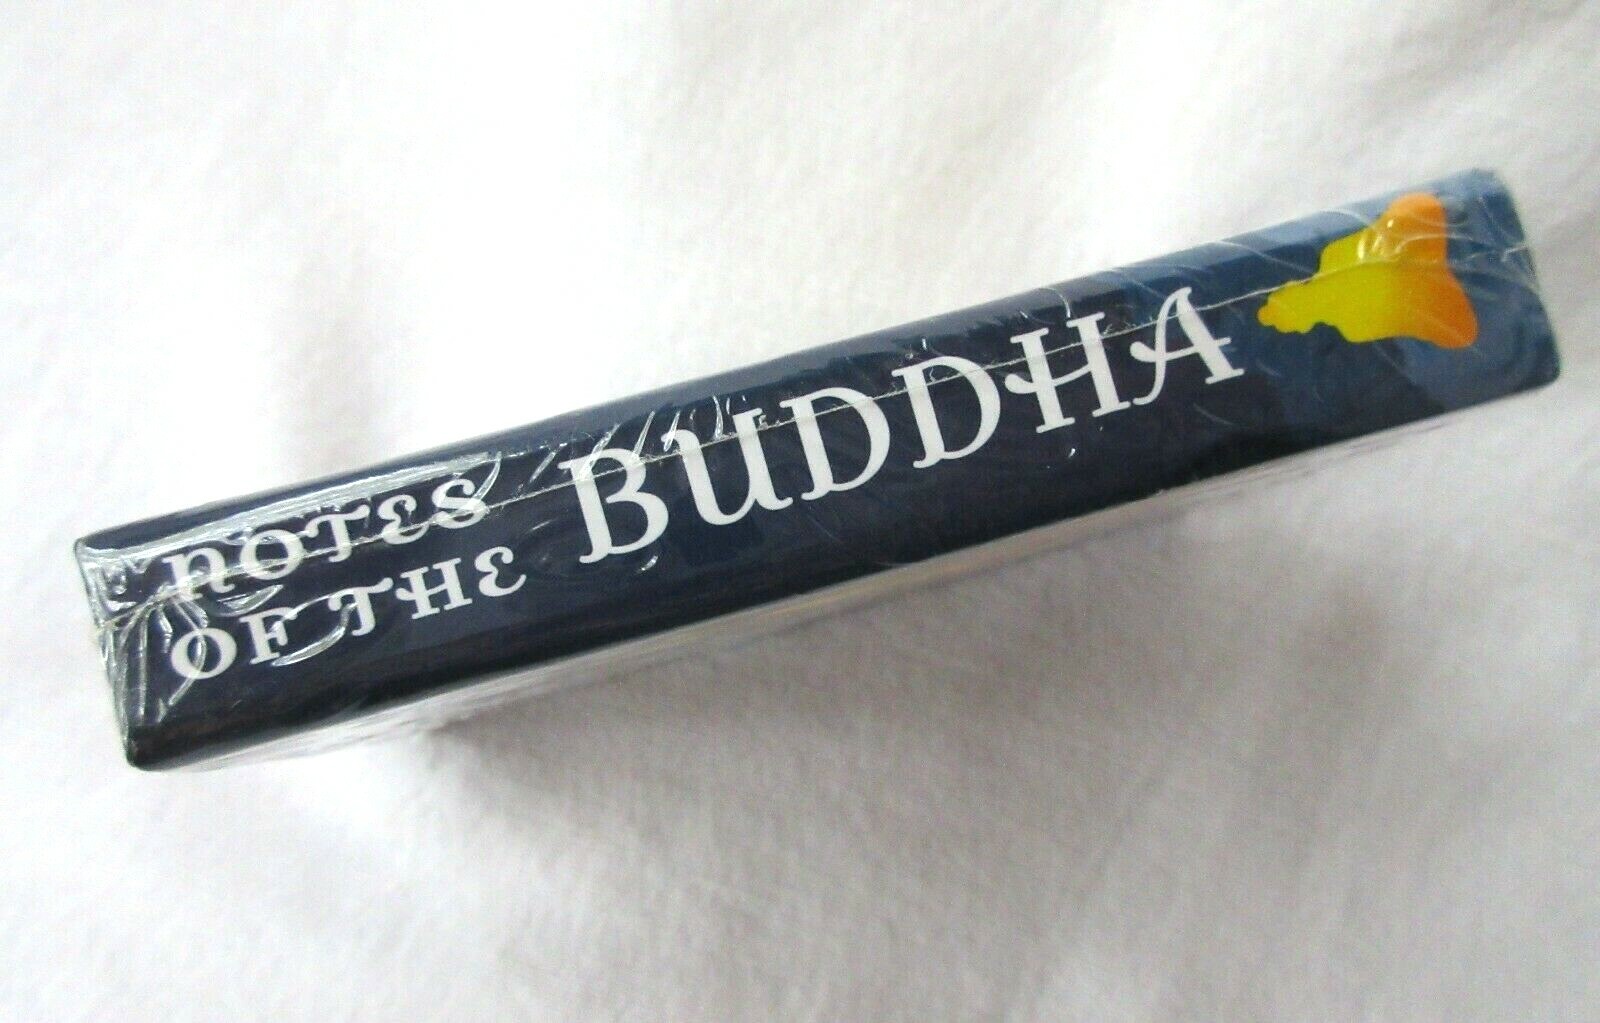 NOTES
OF THE
BUDDHA